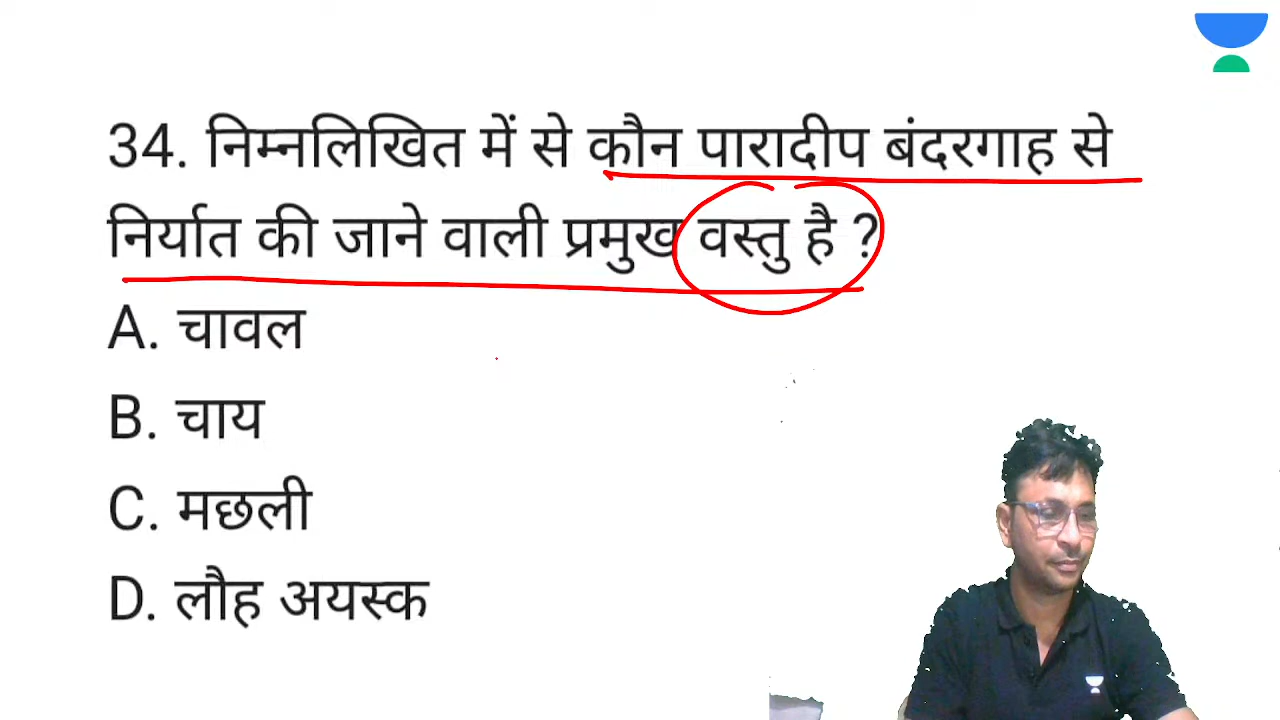 34. निम्नलिखित में से कौन पारादीप बंदरगाह से
निर्यात की जाने वाली प्रमुख वस्तु है ?
A. चावल
B. चाय
C. मछली
D. लौह अयस्क